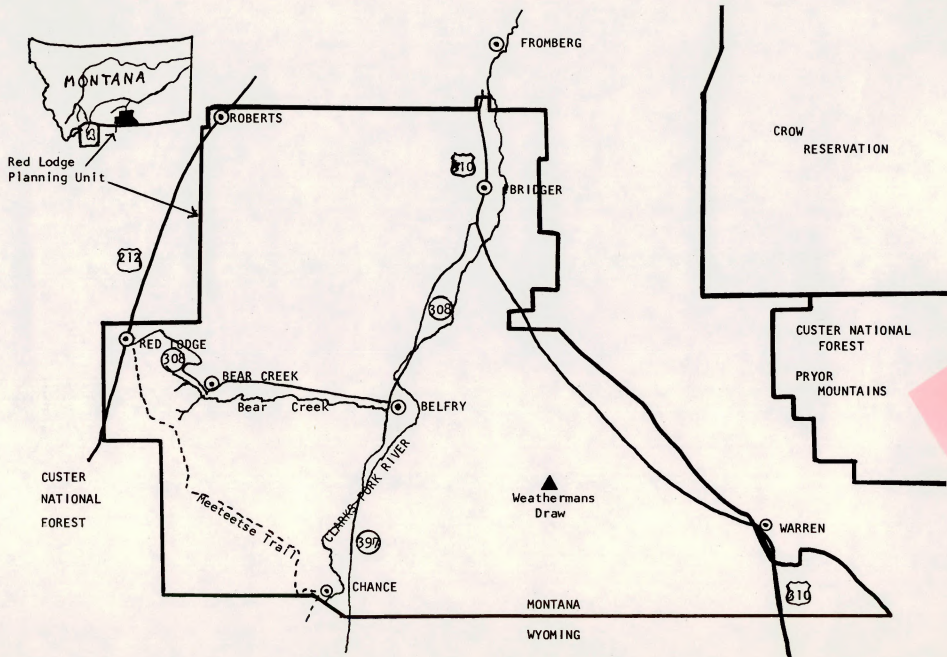 FROMBERG
MONTANA
ROBERTS
CROW
RESERVATION
Red Lodge
Planning Unit
310
BRIDGER
212
308
CUSTER NATIONAL
FOREST
PRYOR
MOUNTAINS
RED LODGE
308
BEAR CREEK
Bear Creek
BELFRY
CUSTER
NATIONAL
FOREST
Meeteetse Trail
CLARKS FORK RIVER
Weathermans
Draw
WARREN
397
CHANCE
310
MONTANA
WYOMING